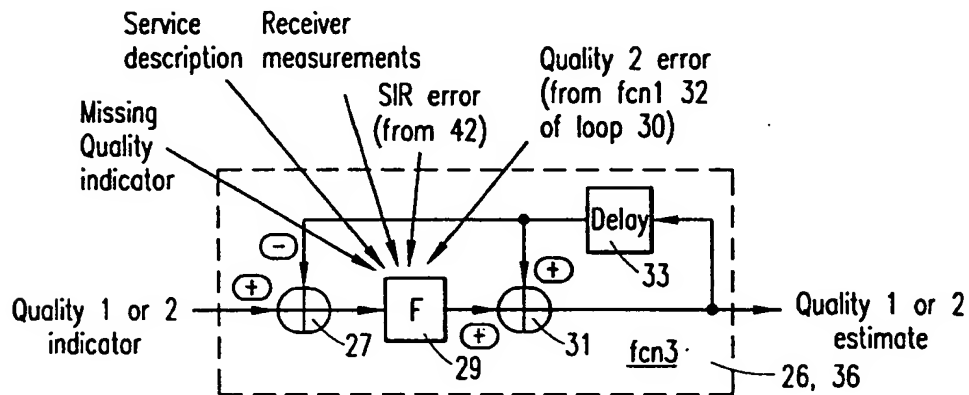 Service
description
Receiver
measurements
SIR error
(from 42)
Quality 2 error
(from fcn1 32
of loop 30)
Missing
Quality
indicator
Delay
33
−
+
+
+
Quality 1 or 2
indicator
F
27
29
31
fcn3
Quality 1 or 2
estimate
26, 36